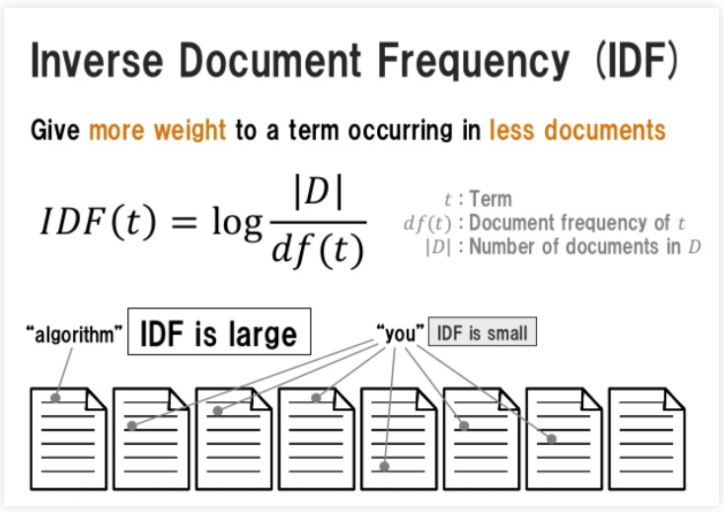 Inverse Document Frequency (IDF)
Give more weight to a term occurring in less documents
IDF(t) = log |D| / df(t)
t : Term
df(t) : Document frequency of t
|D| : Number of documents in D
“algorithm” IDF is large “you” IDF is small